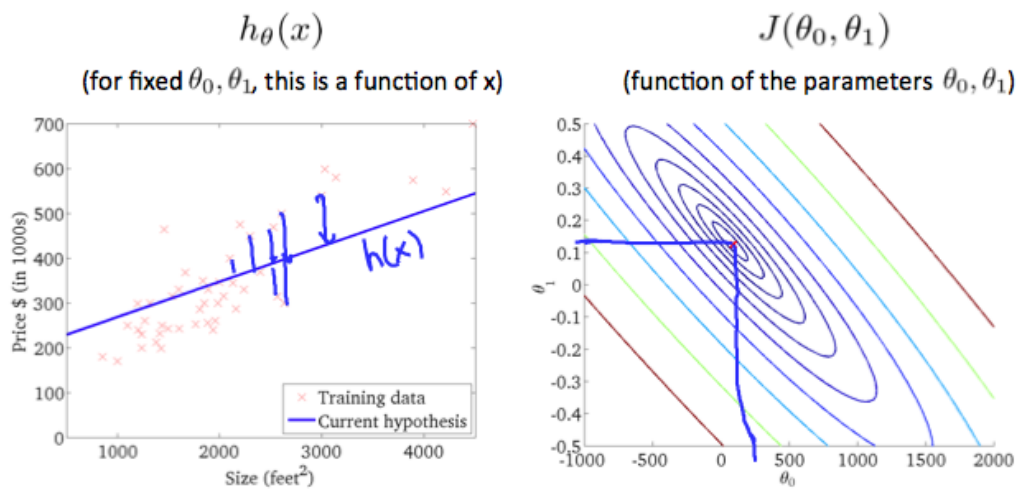 hθ(x)
(for fixed θ0, θ1, this is a function of x)
700
600
500
400
300
200
100
0
Price $ (in 1000s)
h(x)
Training data
Current hypothesis
1000
2000
3000
4000
Size (feet²)
J(θ0, θ1)
(function of the parameters θ0, θ1)
0.5
0.4
0.3
0.2
0.1
0
-0.1
-0.2
-0.3
-0.4
-0.5
θ1
-1000
-500
0
500
1000
1500
2000
θ0